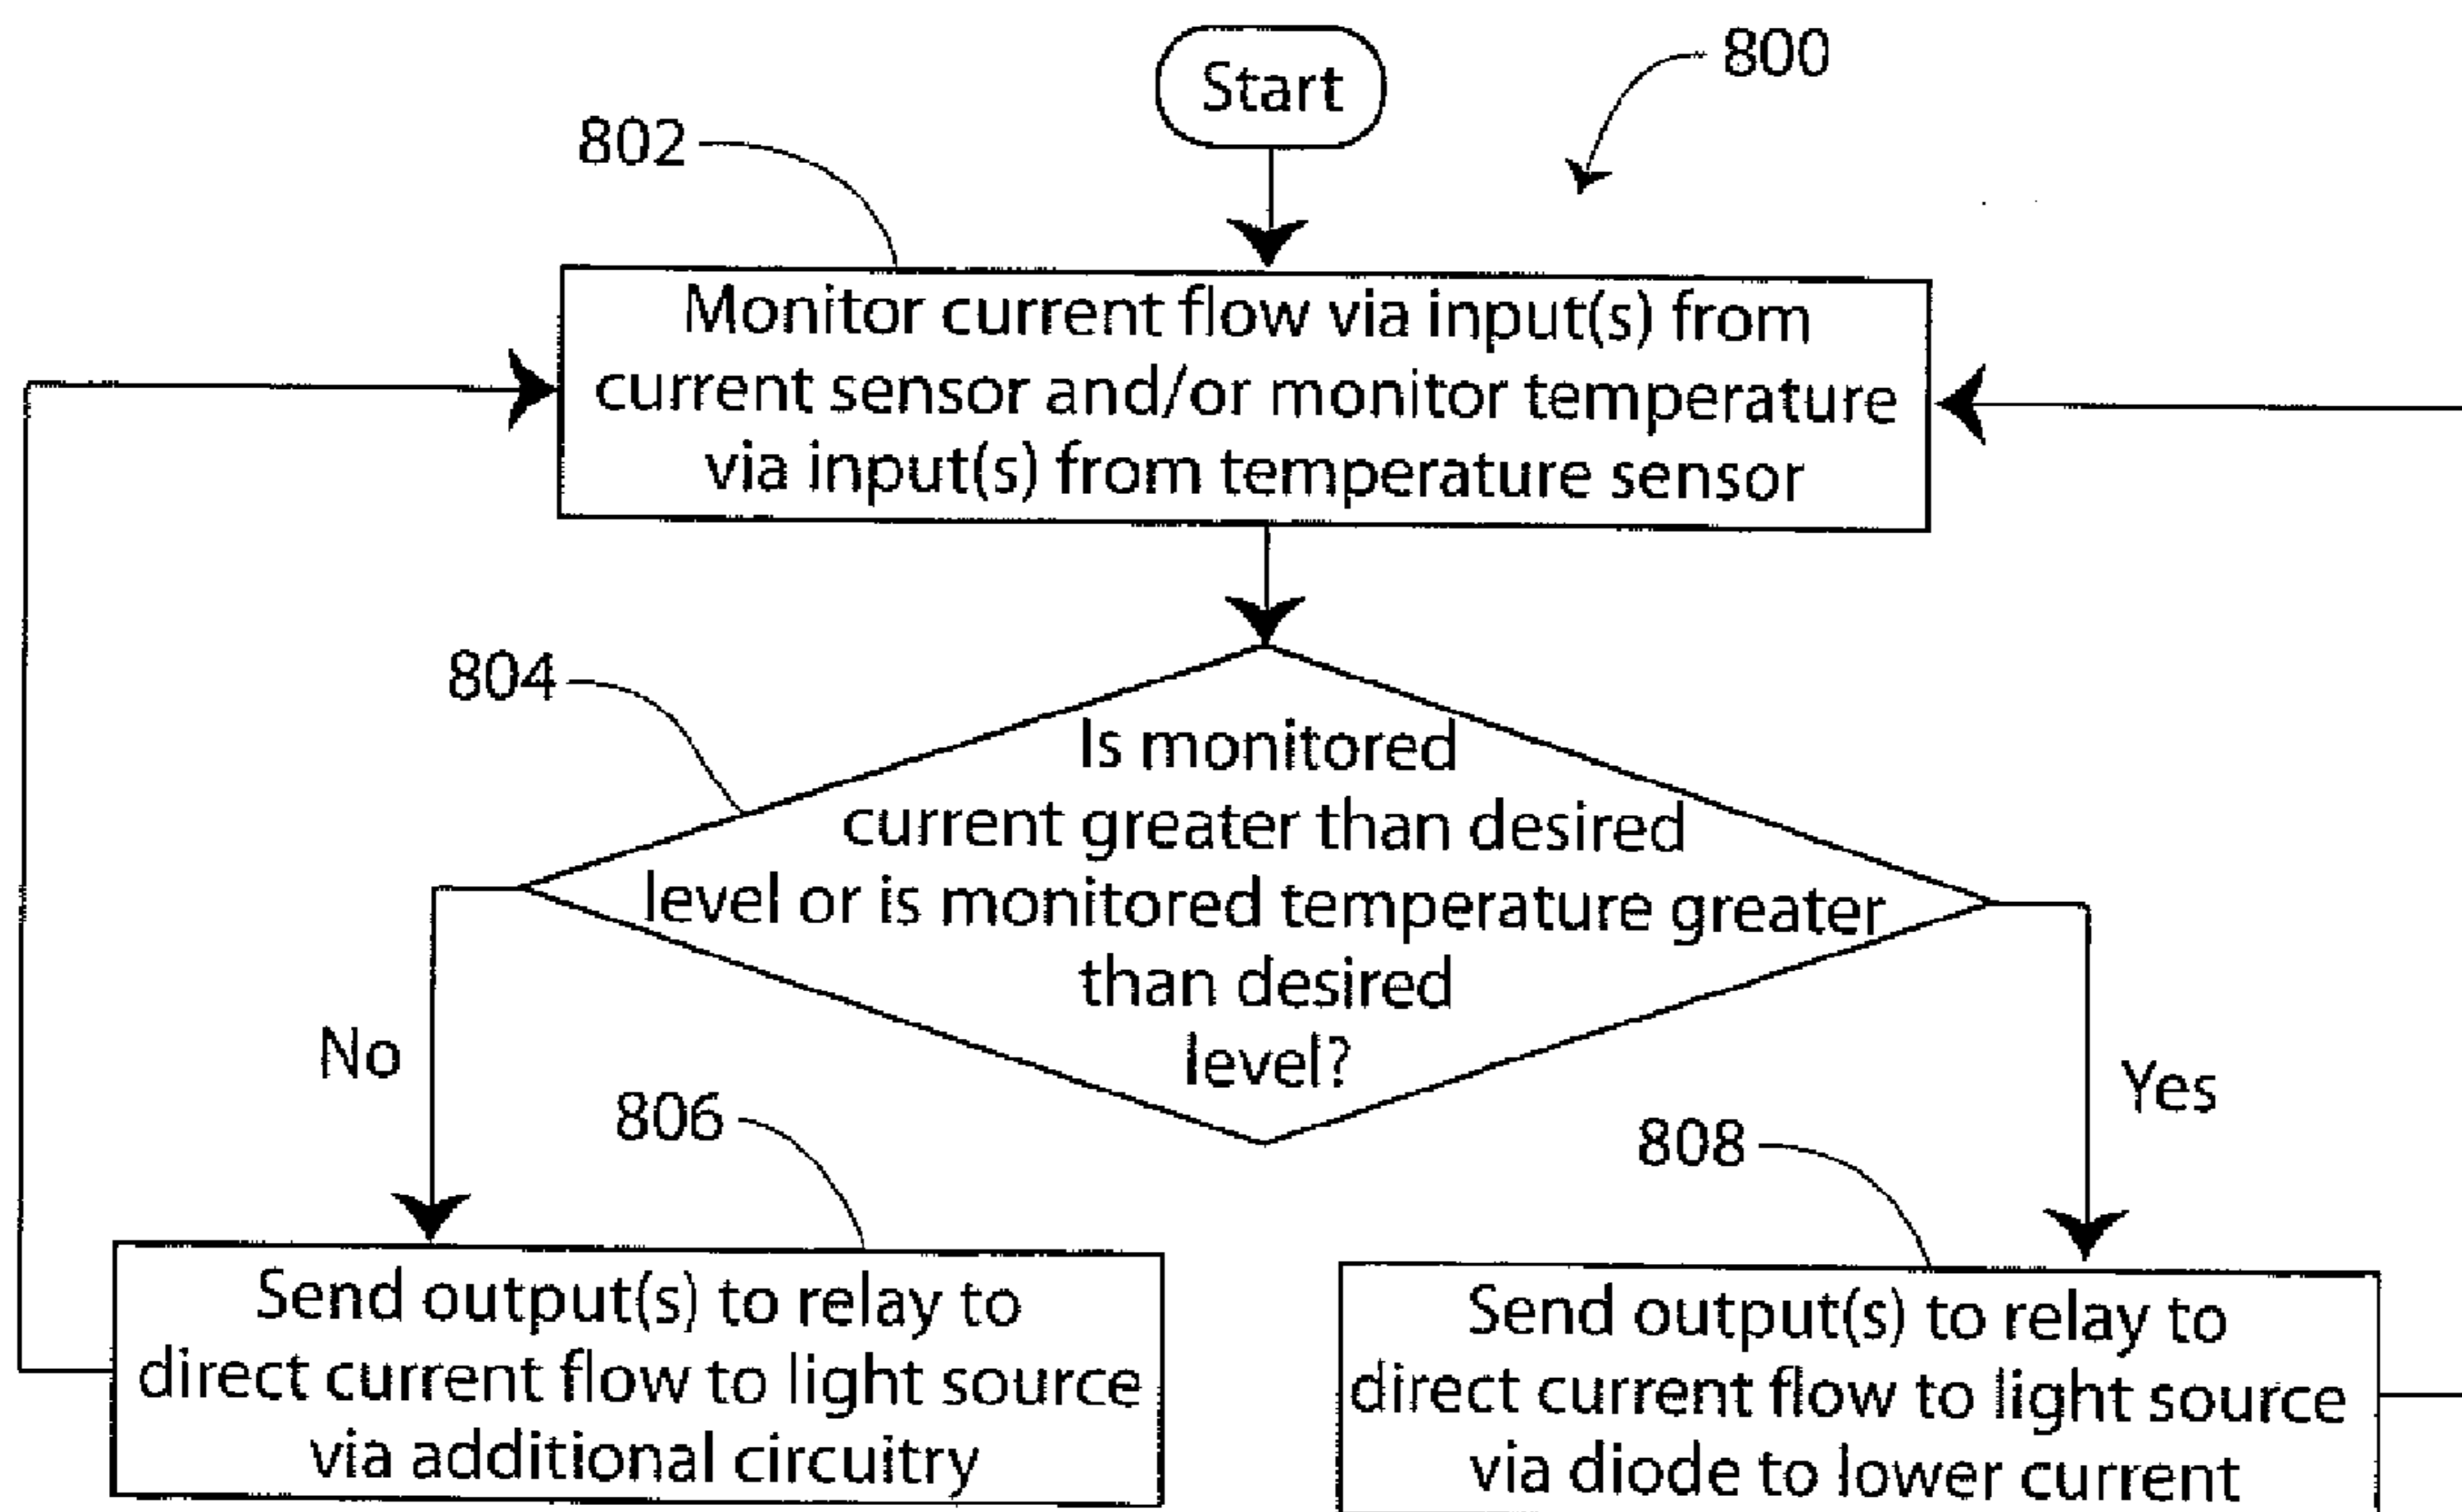 Start
800
802
Monitor current flow via input(s) from
current sensor and/or monitor temperature
via input(s) from temperature sensor
804
Is monitored
current greater than desired
level or is monitored temperature greater
than desired
level?
No
Yes
806
808
Send output(s) to relay to
direct current flow to light source
via additional circuitry
Send output(s) to relay to
direct current flow to light source
via diode to lower current